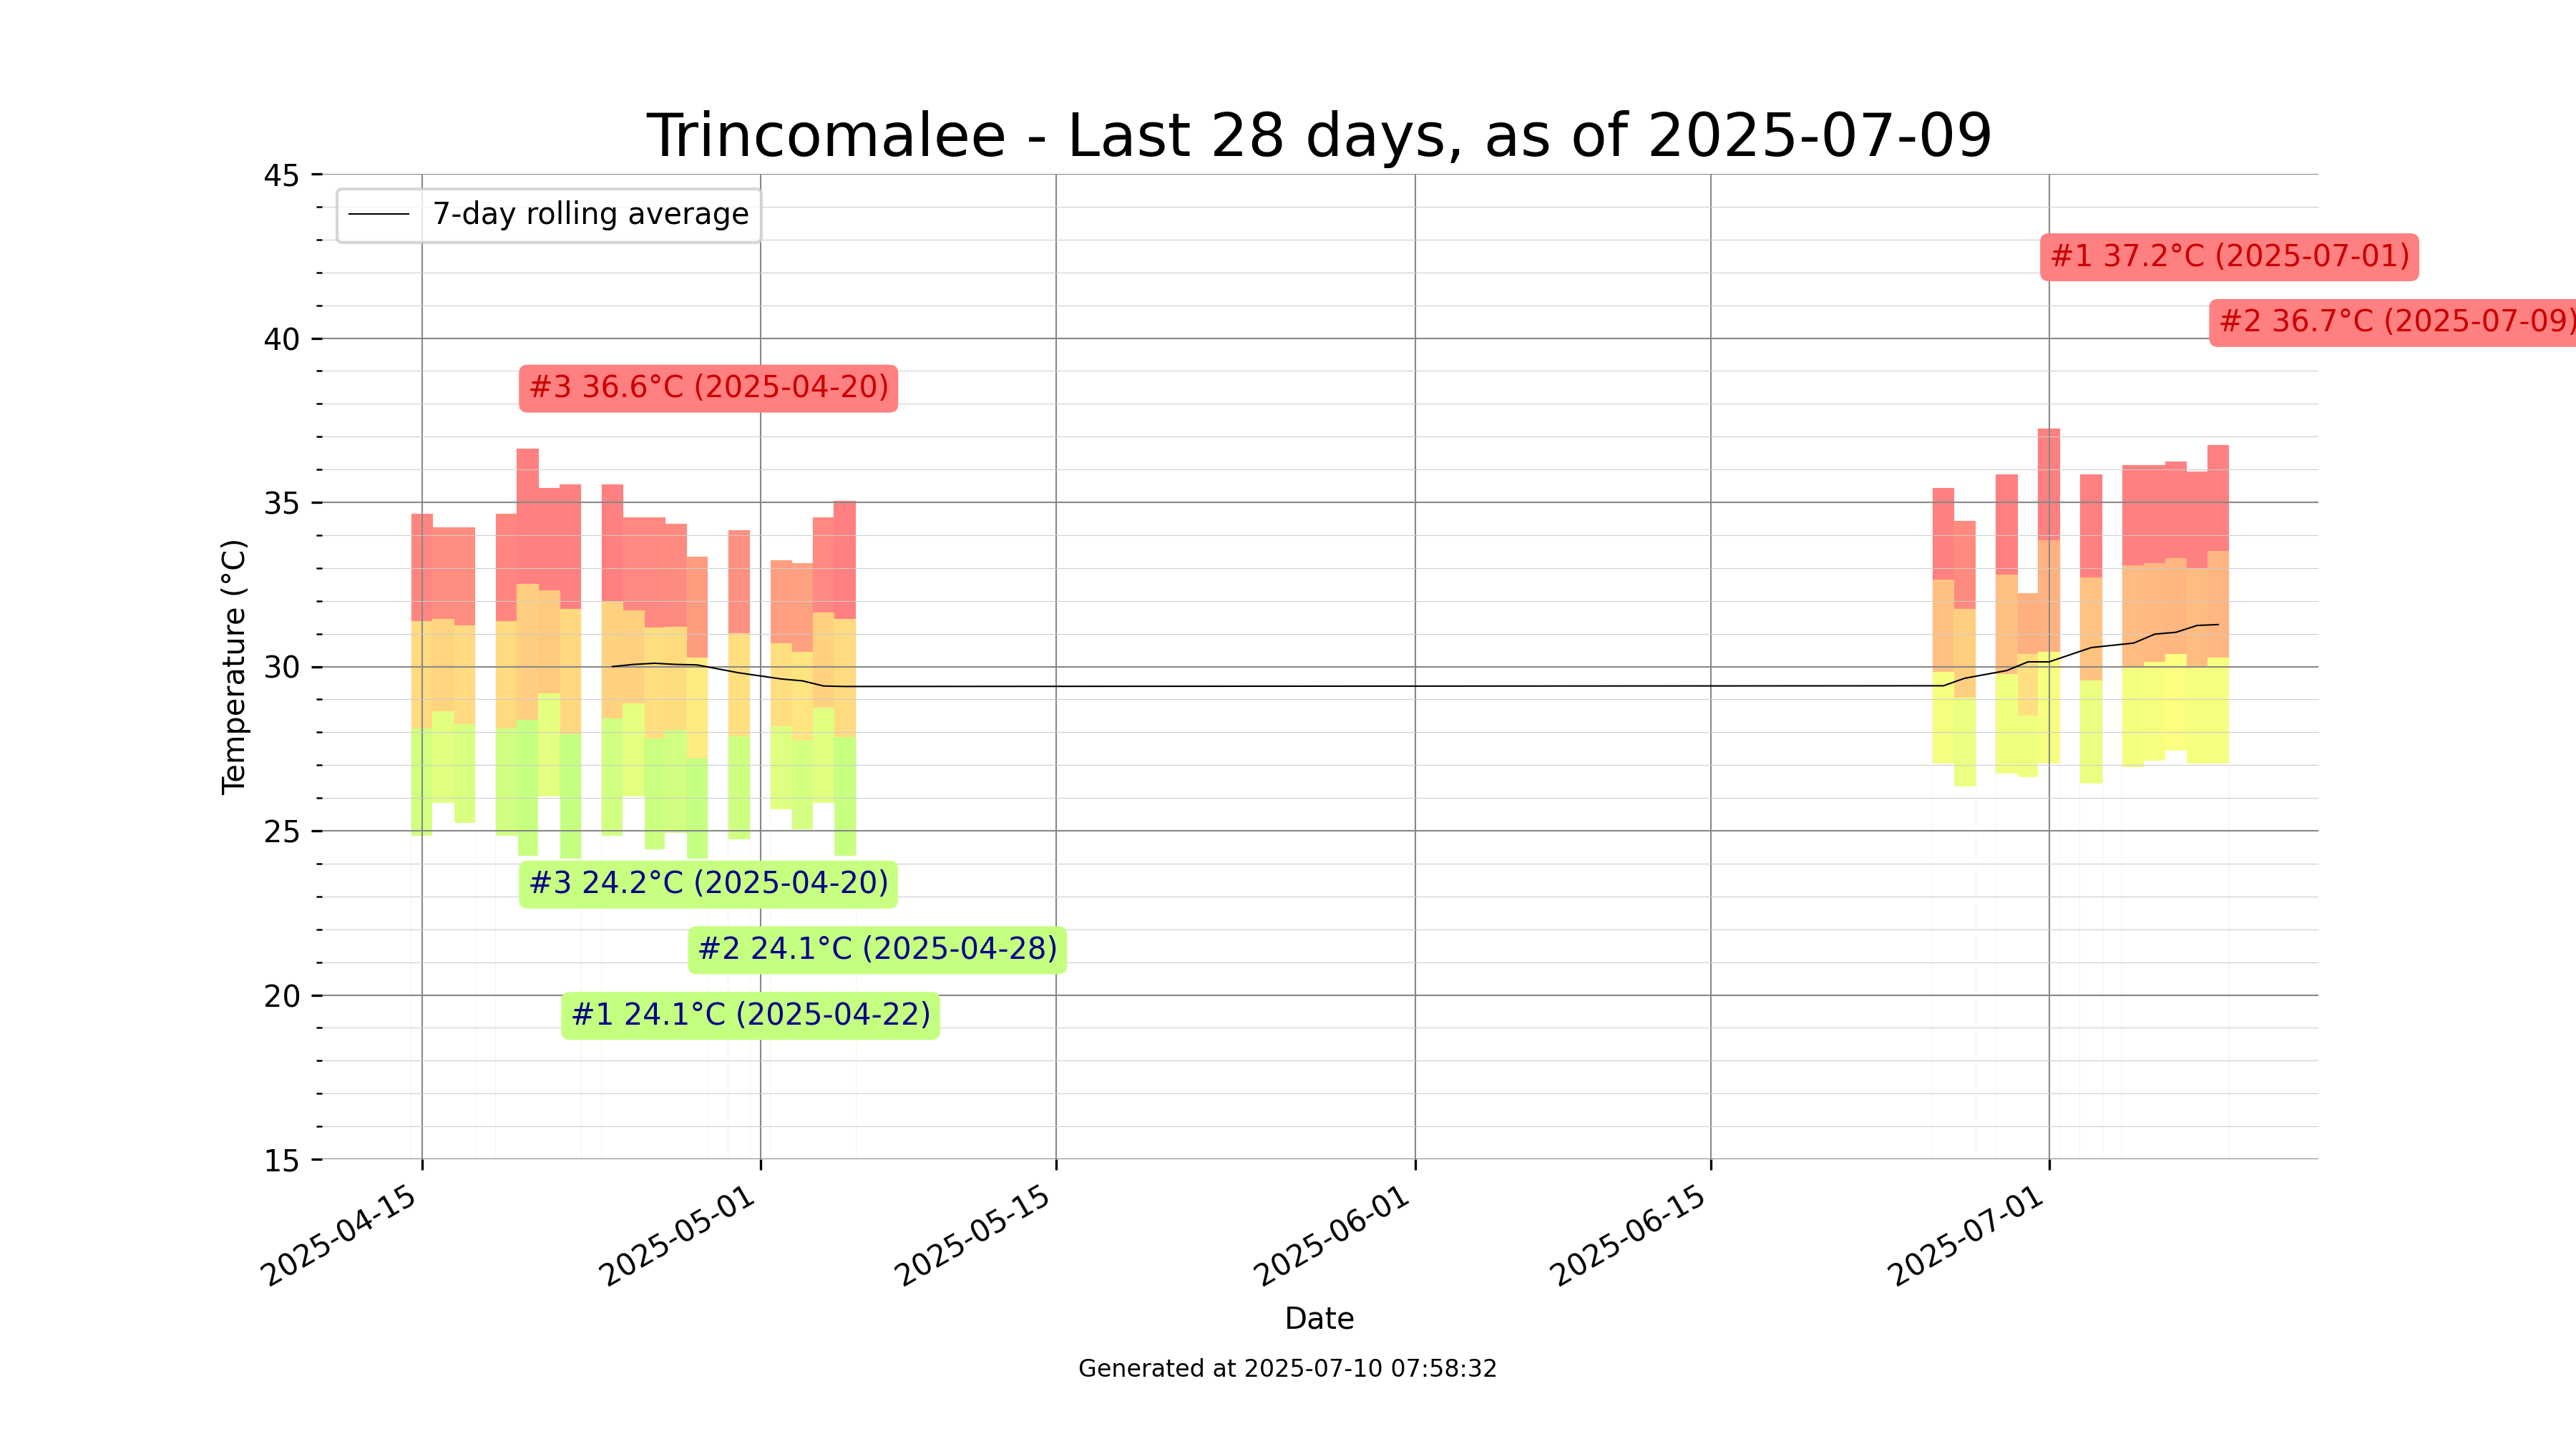 Trincomalee - Last 28 days, as of 2025-07-09
45
7-day rolling average
#1 37.2°C (2025-07-01)
#2 36.7°C (2025-07-09)
40
#3 36.6°C (2025-04-20)
35
30
25
Temperature (°C)
#3 24.2°C (2025-04-20)
#2 24.1°C (2025-04-28)
20
#1 24.1°C (2025-04-22)
15
2025-04-15
2025-05-01
2025-05-15
2025-06-01
2025-06-15
2025-07-01
Date
Generated at 2025-07-10 07:58:32